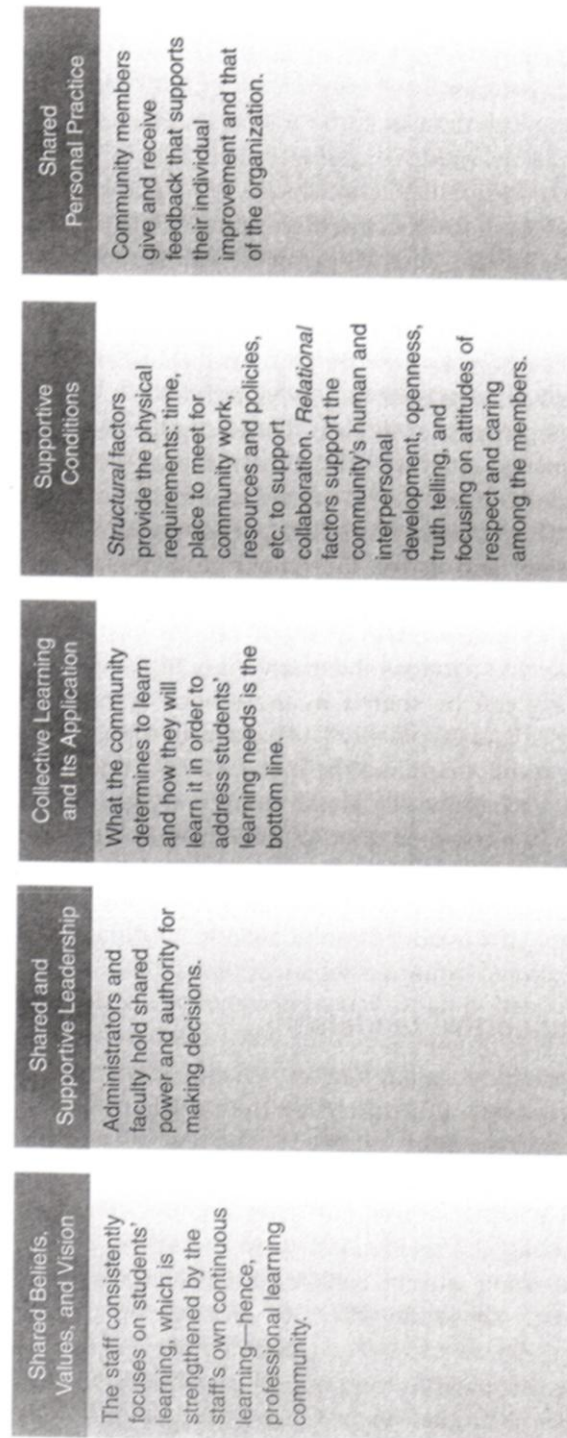 Shared Beliefs,
Values, and Vision
The staff consistently
focuses on students'
learning, which is
strengthened by the
staff's own continuous
learning—hence,
professional learning
community.
Shared and
Supportive Leadership
Administrators and
faculty hold shared
power and authority for
making decisions.
Collective Learning
and Its Application
What the community
determines to learn
and how they will
learn it in order to
address students'
learning needs is the
bottom line.
Supportive
Conditions
Structural factors
provide the physical
requirements: time,
place to meet for
community work,
resources and policies,
etc. to support
collaboration. Relational
factors support the
community's human and
interpersonal
development, openness,
truth telling, and
focusing on attitudes of
respect and caring
among the members.
Shared
Personal Practice
Community members
give and receive
feedback that supports
their individual
improvement and that
of the organization.